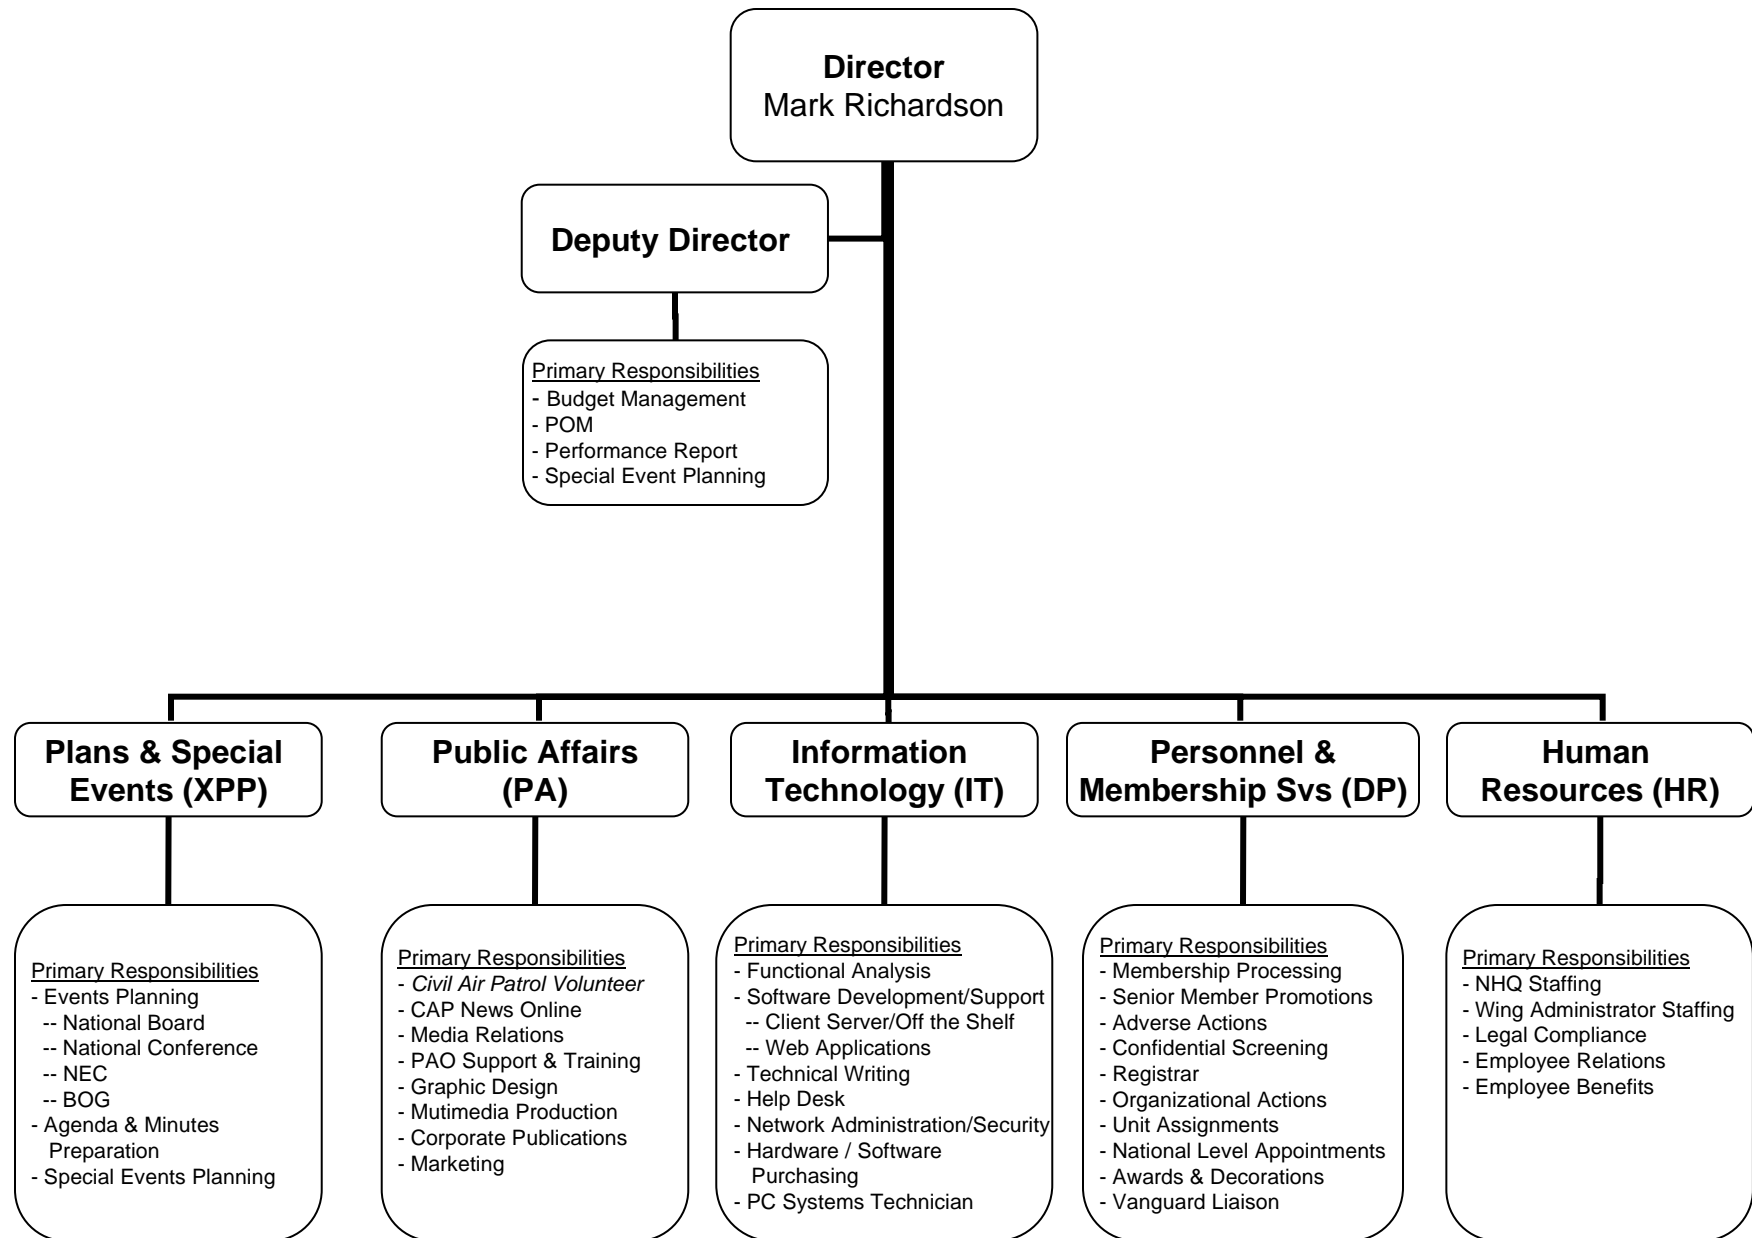 Director
Mark Richardson
Deputy Director
Primary Responsibilities
- Budget Management
- POM
- Performance Report
- Special Event Planning
Plans & Special
Events (XPP)
Public Affairs
(PA)
Information
Technology (IT)
Personnel &
Membership Svs (DP)
Human
Resources (HR)
Primary Responsibilities
- Events Planning
-- National Board
-- National Conference
-- NEC
-- BOG
- Agenda & Minutes
Preparation
- Special Events Planning
Primary Responsibilities
- Civil Air Patrol Volunteer
- CAP News Online
- Media Relations
- PAO Support & Training
- Graphic Design
- Mutimedia Production
- Corporate Publications
- Marketing
Primary Responsibilities
- Functional Analysis
- Software Development/Support
-- Client Server/Off the Shelf
-- Web Applications
- Technical Writing
- Help Desk
- Network Administration/Security
- Hardware / Software
Purchasing
- PC Systems Technician
Primary Responsibilities
- Membership Processing
- Senior Member Promotions
- Adverse Actions
- Confidential Screening
- Registrar
- Organizational Actions
- Unit Assignments
- National Level Appointments
- Awards & Decorations
- Vanguard Liaison
Primary Responsibilities
- NHQ Staffing
- Wing Administrator Staffing
- Legal Compliance
- Employee Relations
- Employee Benefits